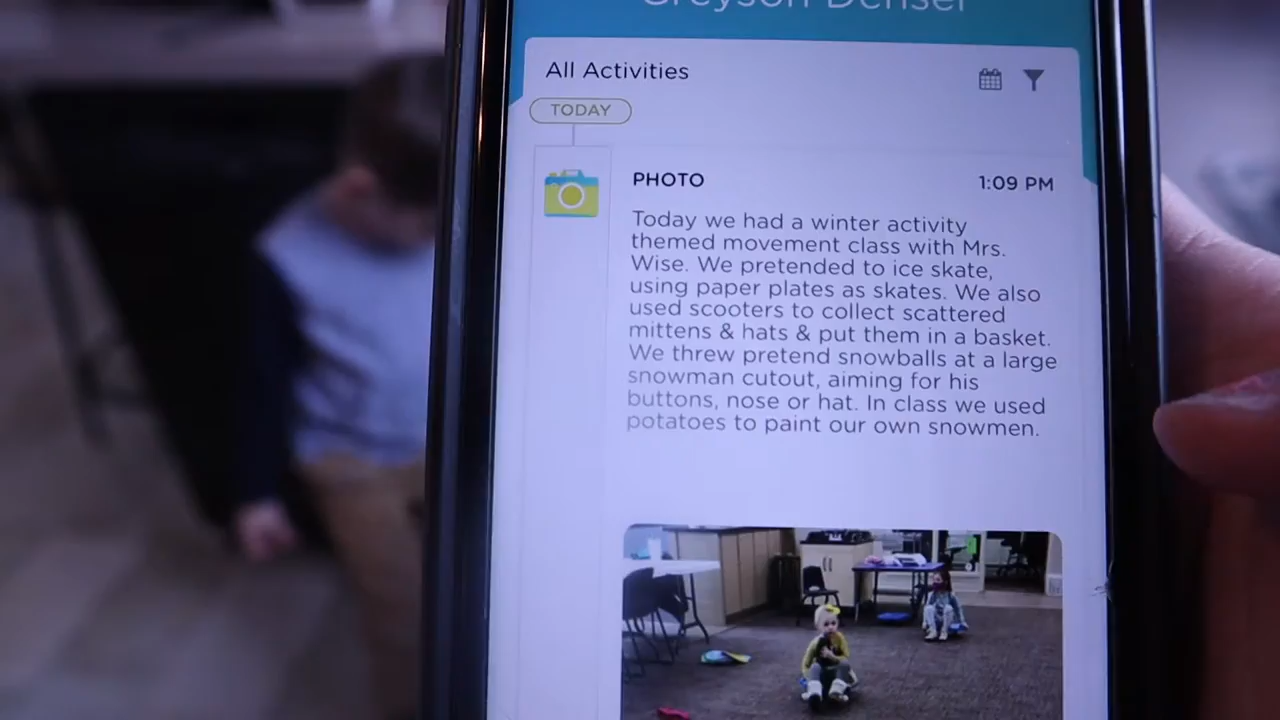 Greyson Denser
All Activities
TODAY
PHOTO
1:09 PM
Today we had a winter activity
themed movement class with Mrs.
Wise. We pretended to ice skate,
using paper plates as skates. We also
used scooters to collect scattered
mittens & hats & put them in a basket.
We threw pretend snowballs at a large
snowman cutout, aiming for his
buttons, nose or hat. In class we used
potatoes to paint our own snowmen.